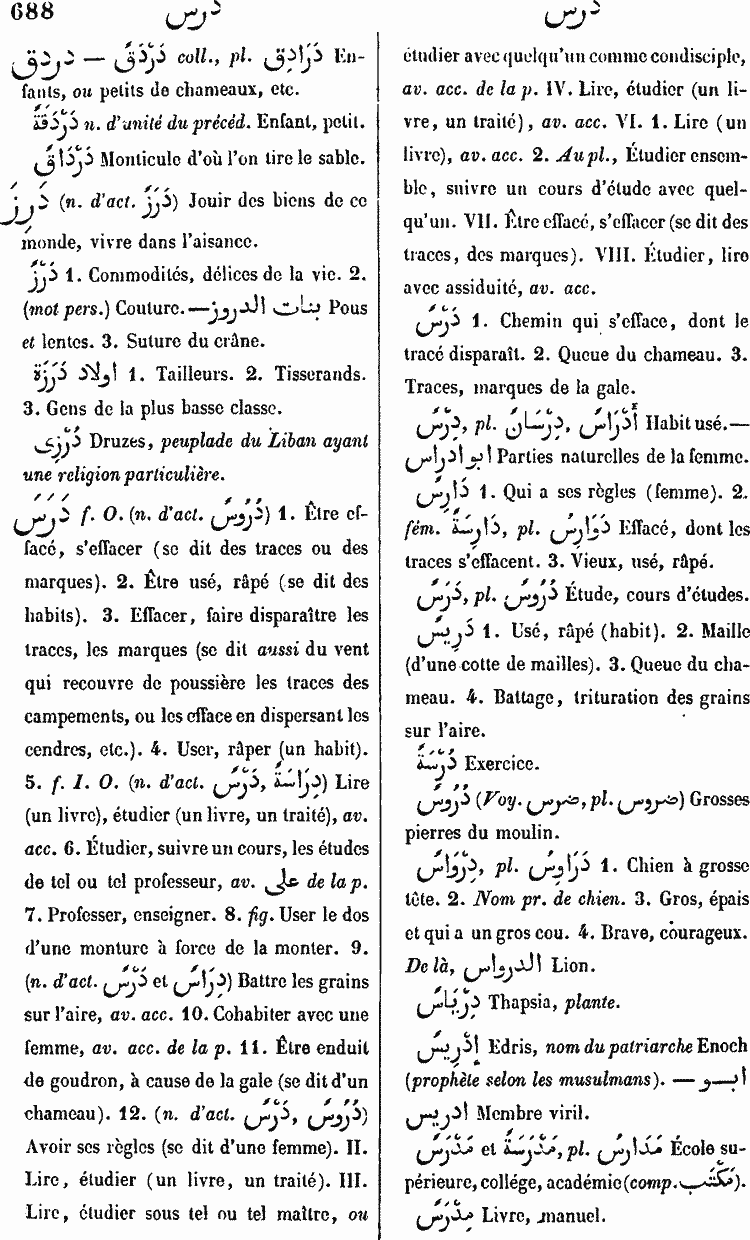 688 درس درس
دردق — دَرْدَقٌ coll., pl. دَرَادِقُ En-
fants, ou petits de chameaux, etc.
دَرْدَقَةٌ n. d'unité du précéd. Enfant, petit.
دَرْدَاقٌ Monticule d'où l'on tire le sable.
دَرِزَ (n. d'act. دَرَزٌ) Jouir des biens de ce
monde, vivre dans l'aisance.
دَرْزٌ 1. Commodités, délices de la vie. 2.
(mot pers.) Couture. — بنات الدروز Pous
et lentes. 3. Suture du crâne.
اولاد دَرْزَة 1. Tailleurs. 2. Tisserands.
3. Gens de la plus basse classe.
دُرْزِى Druzes, peuplade du Liban ayant
une religion particulière.
دَرَسَ f. O. (n. d'act. دُرُوسٌ) 1. Être ef-
facé, s'effacer (se dit des traces ou des
marques). 2. Être usé, râpé (se dit des
habits). 3. Effacer, faire disparaître les
traces, les marques (se dit aussi du vent
qui recouvre de poussière les traces des
campements, ou les efface en dispersant les
cendres, etc.). 4. User, râper (un habit).
5. f. I. O. (n. d'act. دَرْسٌ, دِرَاسَةٌ) Lire
(un livre), étudier (un livre, un traité), av.
acc. 6. Étudier, suivre un cours, les études
de tel ou tel professeur, av. على de la p.
7. Professer, enseigner. 8. fig. User le dos
d'une monture à force de la monter. 9.
(n. d'act. دَرْسٌ et دِرَاسٌ) Battre les grains
sur l'aire, av. acc. 10. Cohabiter avec une
femme, av. acc. de la p. 11. Être enduit
de goudron, à cause de la gale (se dit d'un
chameau). 12. (n. d'act. دَرْسٌ, دُرُوسٌ)
Avoir ses règles (se dit d'une femme). II.
Lire, étudier (un livre, un traité). III.
Lire, étudier sous tel ou tel maître, ou
étudier avec quelqu'un comme condisciple,
av. acc. de la p. IV. Lire, étudier (un li-
vre, un traité), av. acc. VI. 1. Lire (un
livre), av. acc. 2. Au pl., Étudier ensem-
ble, suivre un cours d'étude avec quel-
qu'un. VII. Être effacé, s'effacer (se dit des
traces, des marques). VIII. Étudier, lire
avec assiduité, av. acc.
دَرْسٌ 1. Chemin qui s'efface, dont le
tracé disparaît. 2. Queue du chameau. 3.
Traces, marques de la gale.
دِرْسٌ, pl. دِرْسَانٌ, أَدْرَاسٌ Habit usé. —
ابو ادراس Parties naturelles de la femme.
دَارِسٌ 1. Qui a ses règles (femme). 2.
fém. دَارِسَةٌ, pl. دَوَارِسُ Effacé, dont les
traces s'effacent. 3. Vieux, usé, râpé.
دَرْسٌ, pl. دُرُوسٌ Étude, cours d'études.
دَرِيسٌ 1. Usé, râpé (habit). 2. Maille
(d'une cotte de mailles). 3. Queue du cha-
meau. 4. Battage, trituration des grains
sur l'aire.
دُرْسَةٌ Exercice.
دُرُوسٌ (Voy. ضرس, pl. ضروس) Grosses
pierres du moulin.
دِرْوَاسٌ, pl. دَرَاوِسُ 1. Chien à grosse
tête. 2. Nom pr. de chien. 3. Gros, épais
et qui a un gros cou. 4. Brave, courageux.
De là, الدرواس Lion.
دِرْيَاسٌ Thapsia, plante.
إِدْرِيسٌ Edris, nom du patriarche Enoch
(prophète selon les musulmans). — ابـو
ادريس Membre viril.
مَدْرَسٌ et مَدْرَسَةٌ, pl. مَدَارِسُ École su-
périeure, collége, académie (comp. مَكْتَب).
مِدْرَسٌ Livre, manuel.